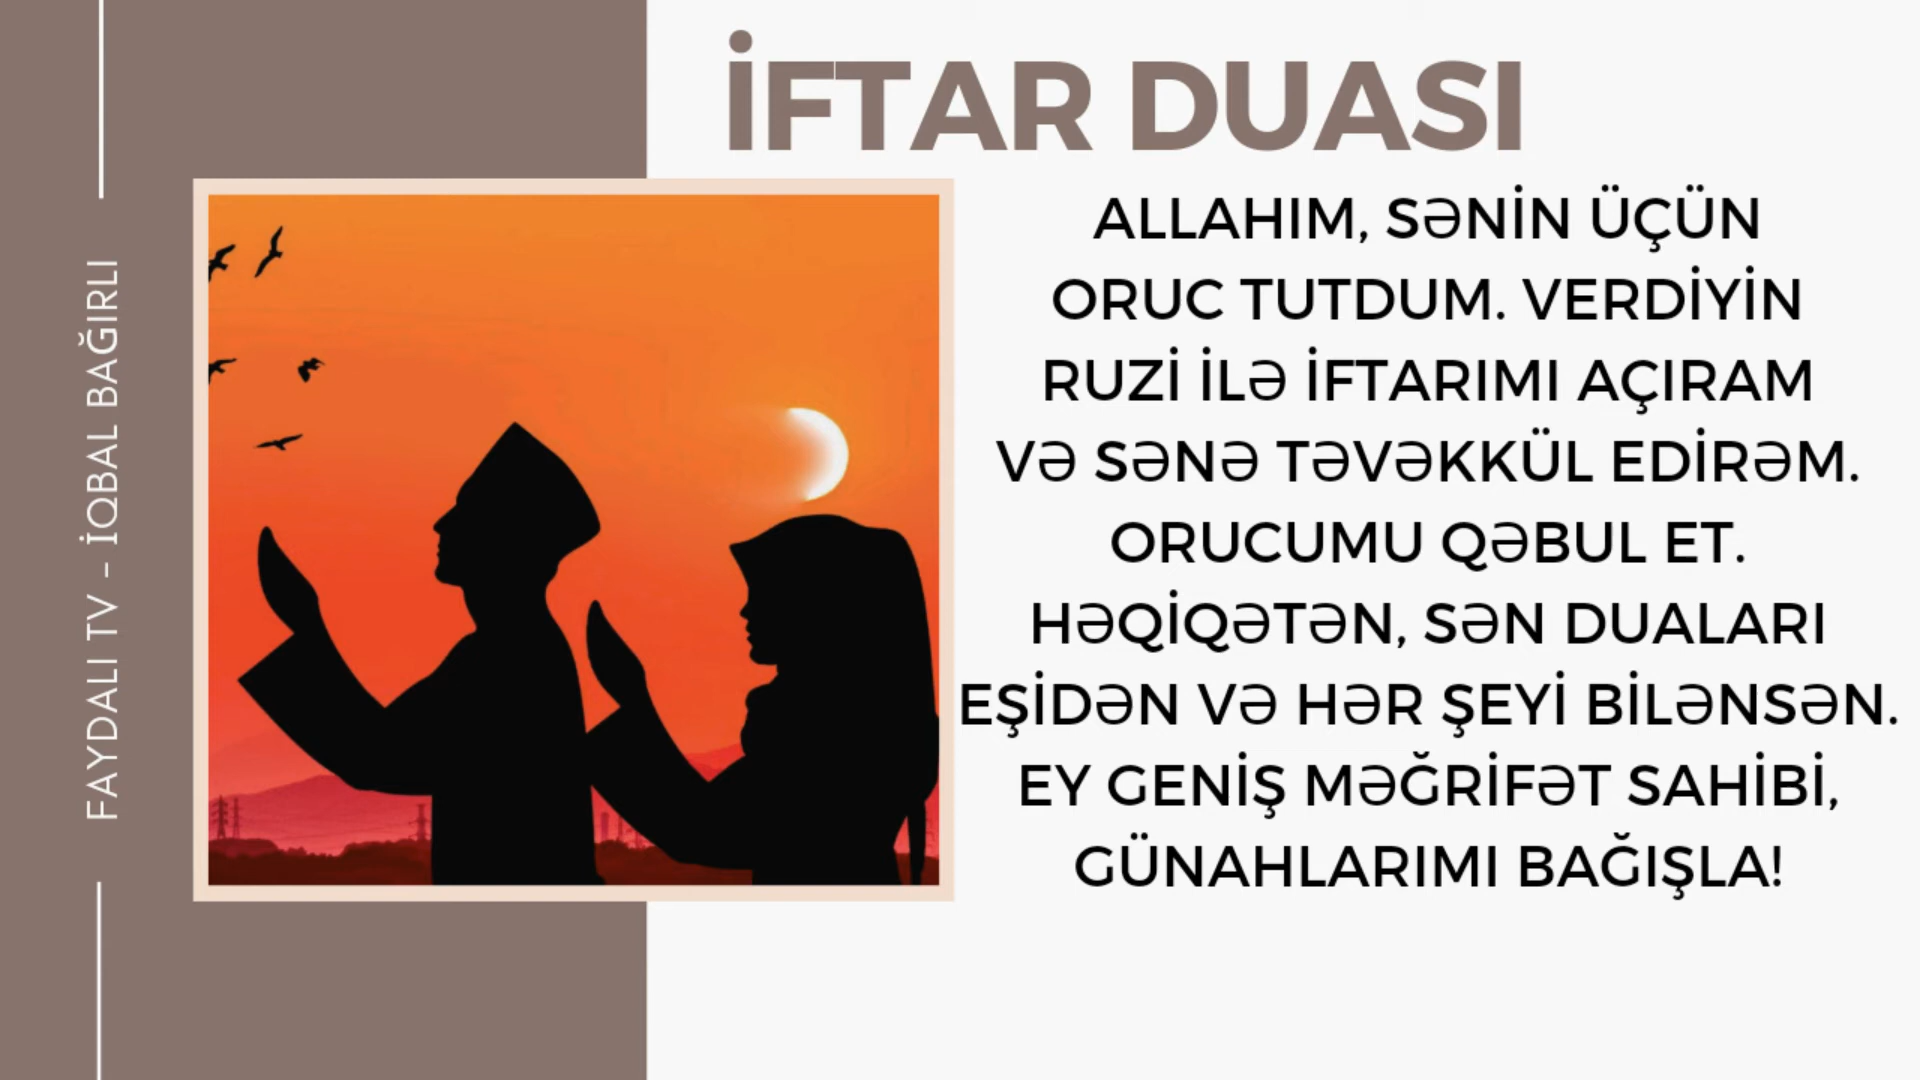 İFTAR DUASI
ALLAHIM, SƏNİN ÜÇÜN
ORUC TUTDUM. VERDİYİN
RUZİ İLƏ İFTARIMI AÇIRAM
VƏ SƏNƏ TƏVƏKKÜL EDİRƏM.
ORUCUMU QƏBUL ET.
HƏQİQƏTƏN, SƏN DUALARI
EŞİDƏN VƏ HƏR ŞEYİ BİLƏNSƏN.
EY GENİŞ MƏĞRİFƏT SAHİBİ,
GÜNAHLARIMI BAĞIŞLA!
FAYDALI TV - İQBAL BAĞIRLI